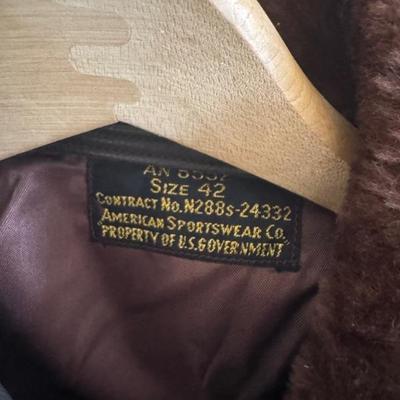 AN
SIZE 42
CONTRACT NO. N288s-24332
AMERICAN SPORTSWEAR CO.
PROPERTY OF U.S. GOVERNMENT